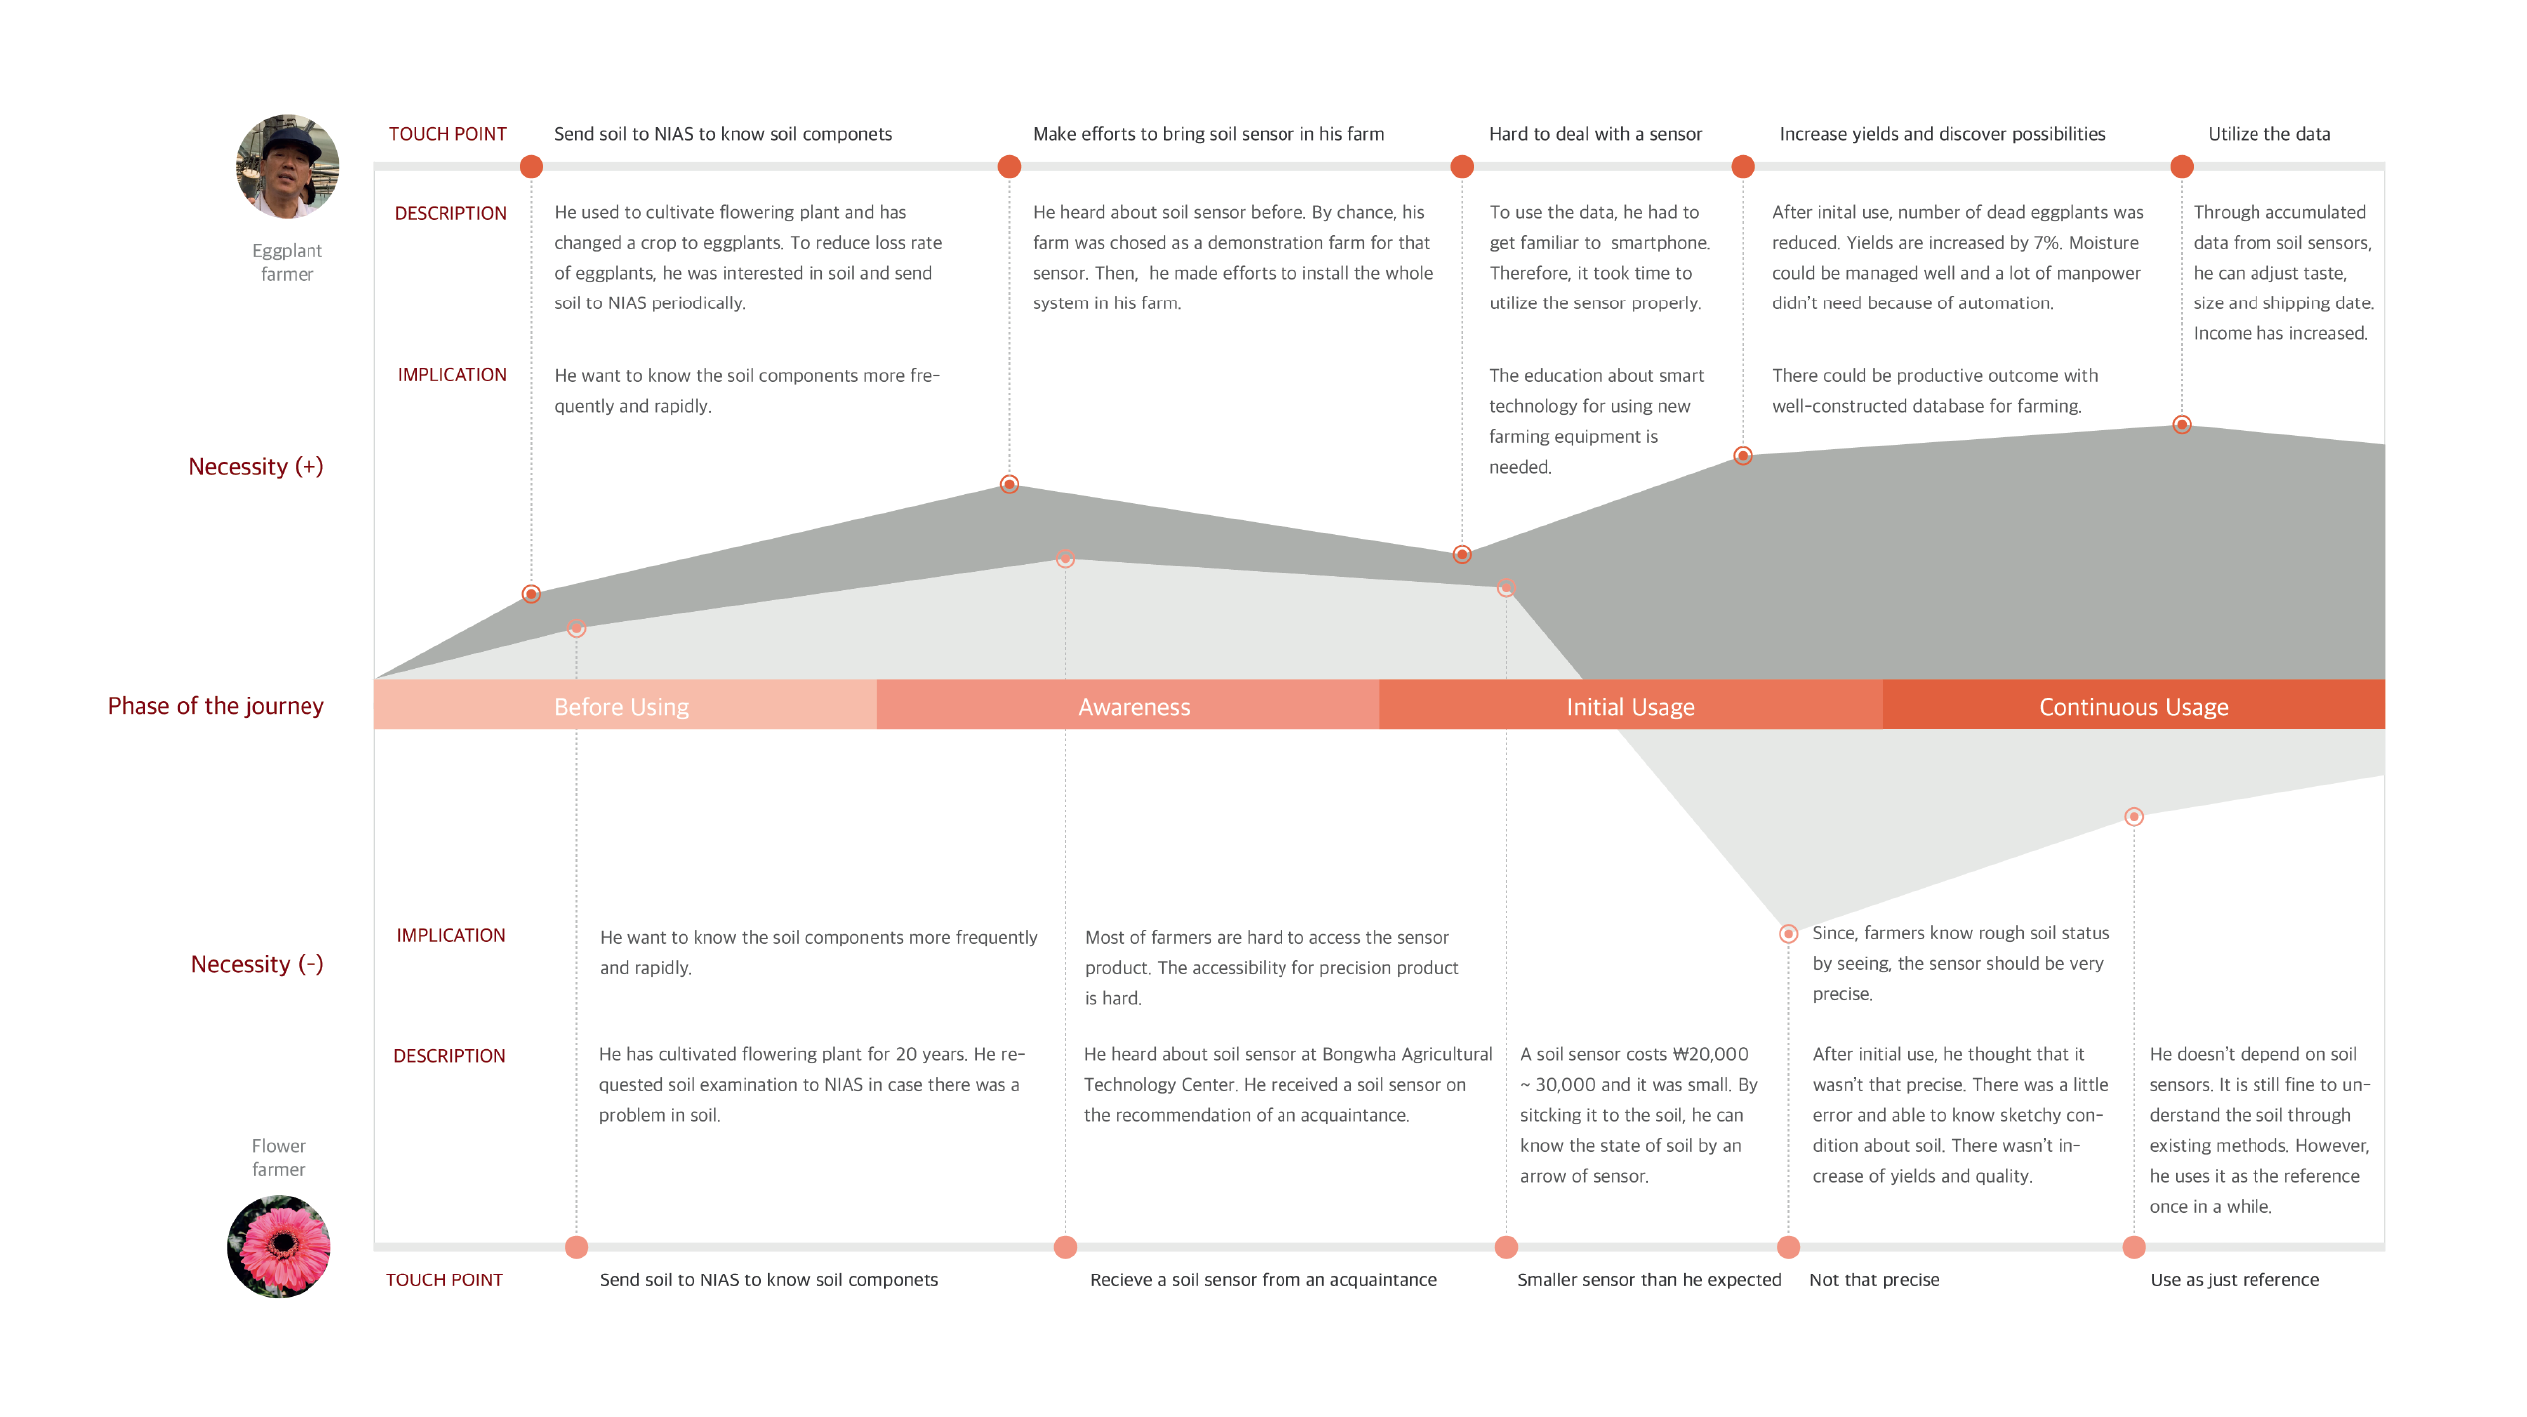 TOUCH POINT
Send soil to NIAS to know soil componets
Make efforts to bring soil sensor in his farm
Hard to deal with a sensor
Increase yields and discover possibilities
Utilize the data
Eggplant
farmer
DESCRIPTION
He used to cultivate flowering plant and has
changed a crop to eggplants. To reduce loss rate
of eggplants, he was interested in soil and send
soil to NIAS periodically.
He heard about soil sensor before. By chance, his
farm was chosed as a demonstration farm for that
sensor. Then,  he made efforts to install the whole
system in his farm.
To use the data, he had to
get familiar to  smartphone.
Therefore, it took time to
utilize the sensor properly.
After inital use, number of dead eggplants was
reduced. Yields are increased by 7%. Moisture
could be managed well and a lot of manpower
didn't need because of automation.
Through accumulated
data from soil sensors,
he can adjust taste,
size and shipping date.
Income has increased.
IMPLICATION
He want to know the soil components more fre-
quently and rapidly.
The education about smart
technology for using new
farming equipment is
needed.
There could be productive outcome with
well-constructed database for farming.
Necessity (+)
Phase of the journey
Before Using
Awareness
Initial Usage
Continuous Usage
Necessity (-)
IMPLICATION
He want to know the soil components more frequently
and rapidly.
Most of farmers are hard to access the sensor
product. The accessibility for precision product
is hard.
Since, farmers know rough soil status
by seeing, the sensor should be very
precise.
DESCRIPTION
He has cultivated flowering plant for 20 years. He re-
quested soil examination to NIAS in case there was a
problem in soil.
He heard about soil sensor at Bongwha Agricultural
Technology Center. He received a soil sensor on
the recommendation of an acquaintance.
A soil sensor costs ₩20,000
~ 30,000 and it was small. By
sitcking it to the soil, he can
know the state of soil by an
arrow of sensor.
After initial use, he thought that it
wasn't that precise. There was a little
error and able to know sketchy con-
dition about soil. There wasn't in-
crease of yields and quality.
He doesn't depend on soil
sensors. It is still fine to un-
derstand the soil through
existing methods. However,
he uses it as the reference
once in a while.
Flower
farmer
TOUCH POINT
Send soil to NIAS to know soil componets
Recieve a soil sensor from an acquaintance
Smaller sensor than he expected
Not that precise
Use as just reference